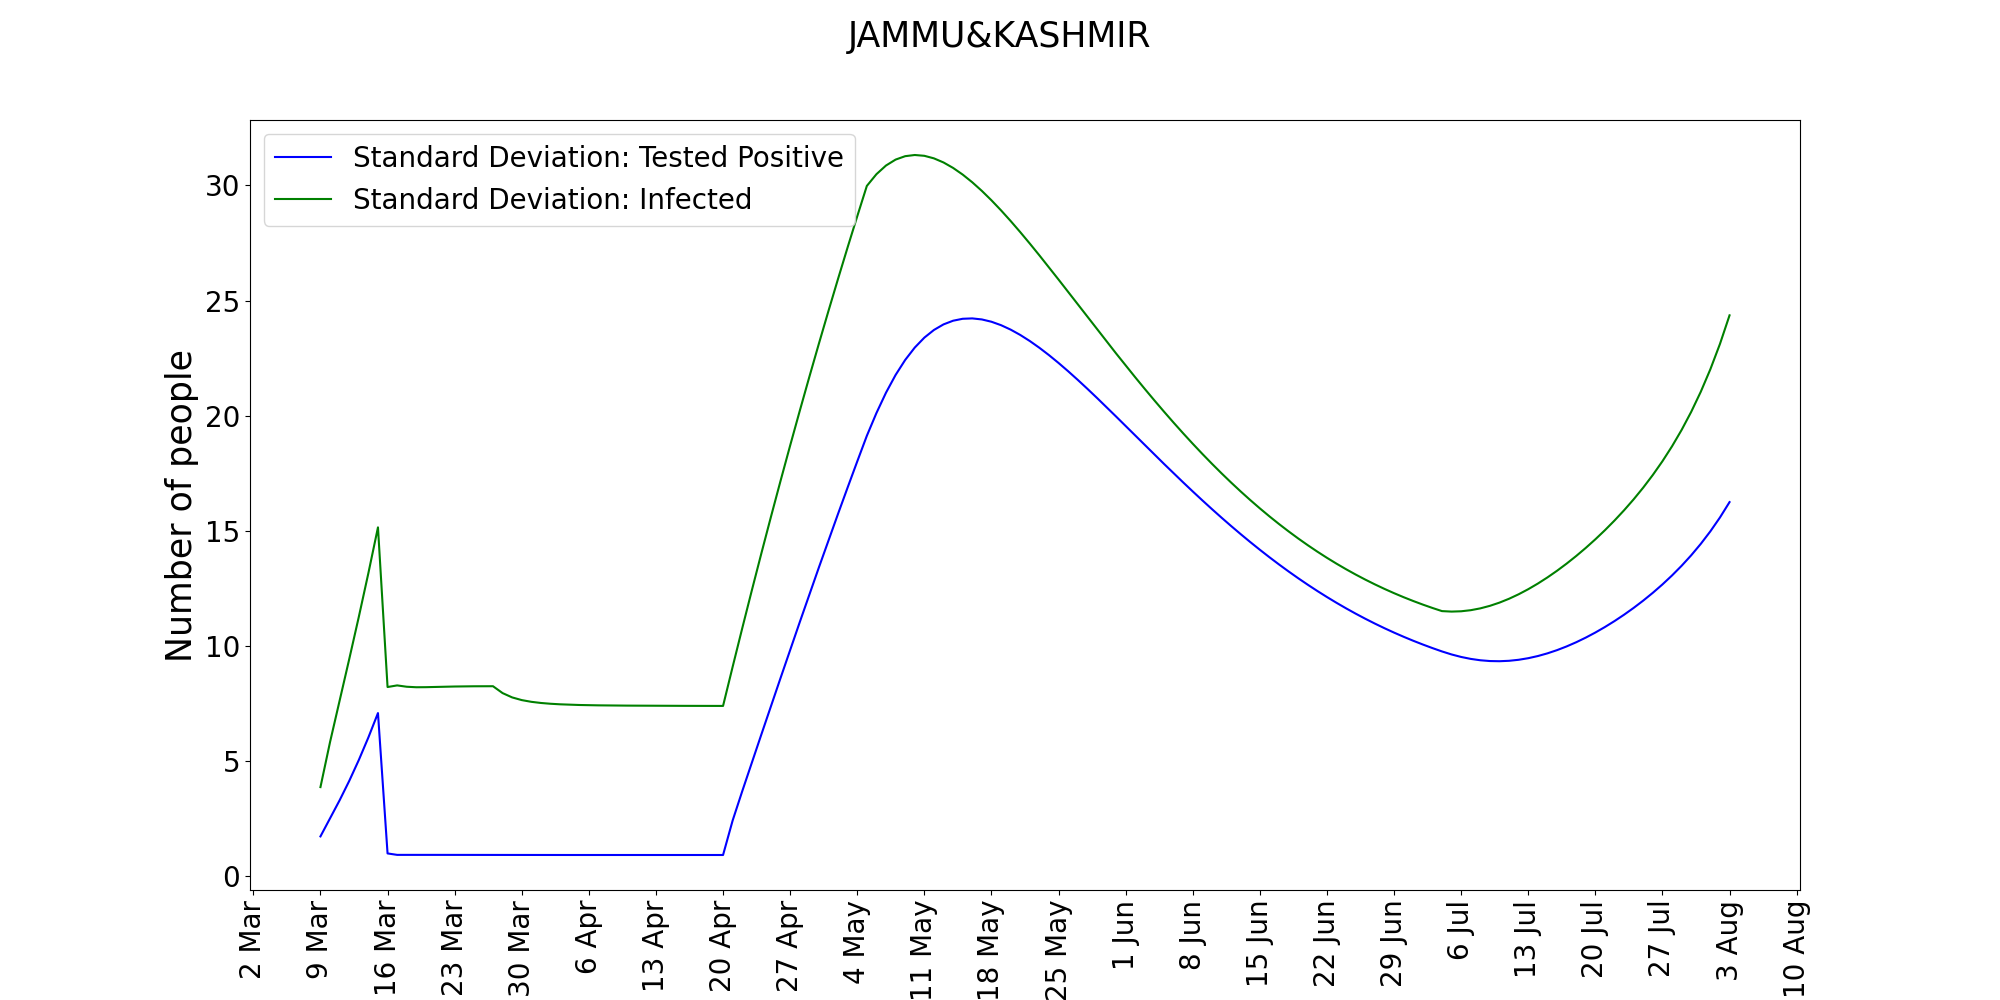 JAMMU&KASHMIR
Standard Deviation: Tested Positive
Standard Deviation: Infected
Number of people
30
25
20
15
10
5
0
2 Mar
9 Mar
16 Mar
23 Mar
30 Mar
6 Apr
13 Apr
20 Apr
27 Apr
4 May
11 May
18 May
25 May
1 Jun
8 Jun
15 Jun
22 Jun
29 Jun
6 Jul
13 Jul
20 Jul
27 Jul
3 Aug
10 Aug